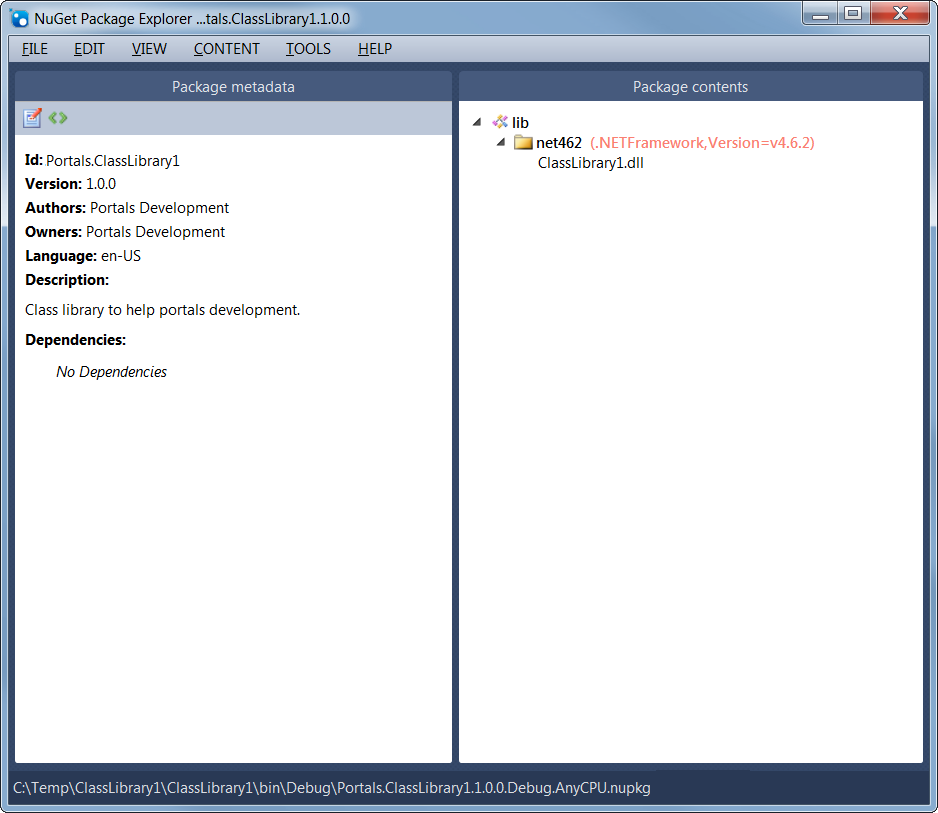 NuGet Package Explorer ...tals.ClassLibrary1.1.0.0
FILE EDIT VIEW CONTENT TOOLS HELP
Package metadata
Id: Portals.ClassLibrary1
Version: 1.0.0
Authors: Portals Development
Owners: Portals Development
Language: en-US
Description:
Class library to help portals development.
Dependencies:
No Dependencies
Package contents
lib
net462 (.NETFramework,Version=v4.6.2)
ClassLibrary1.dll
C:\Temp\ClassLibrary1\ClassLibrary1\bin\Debug\Portals.ClassLibrary1.1.0.0.Debug.AnyCPU.nupkg